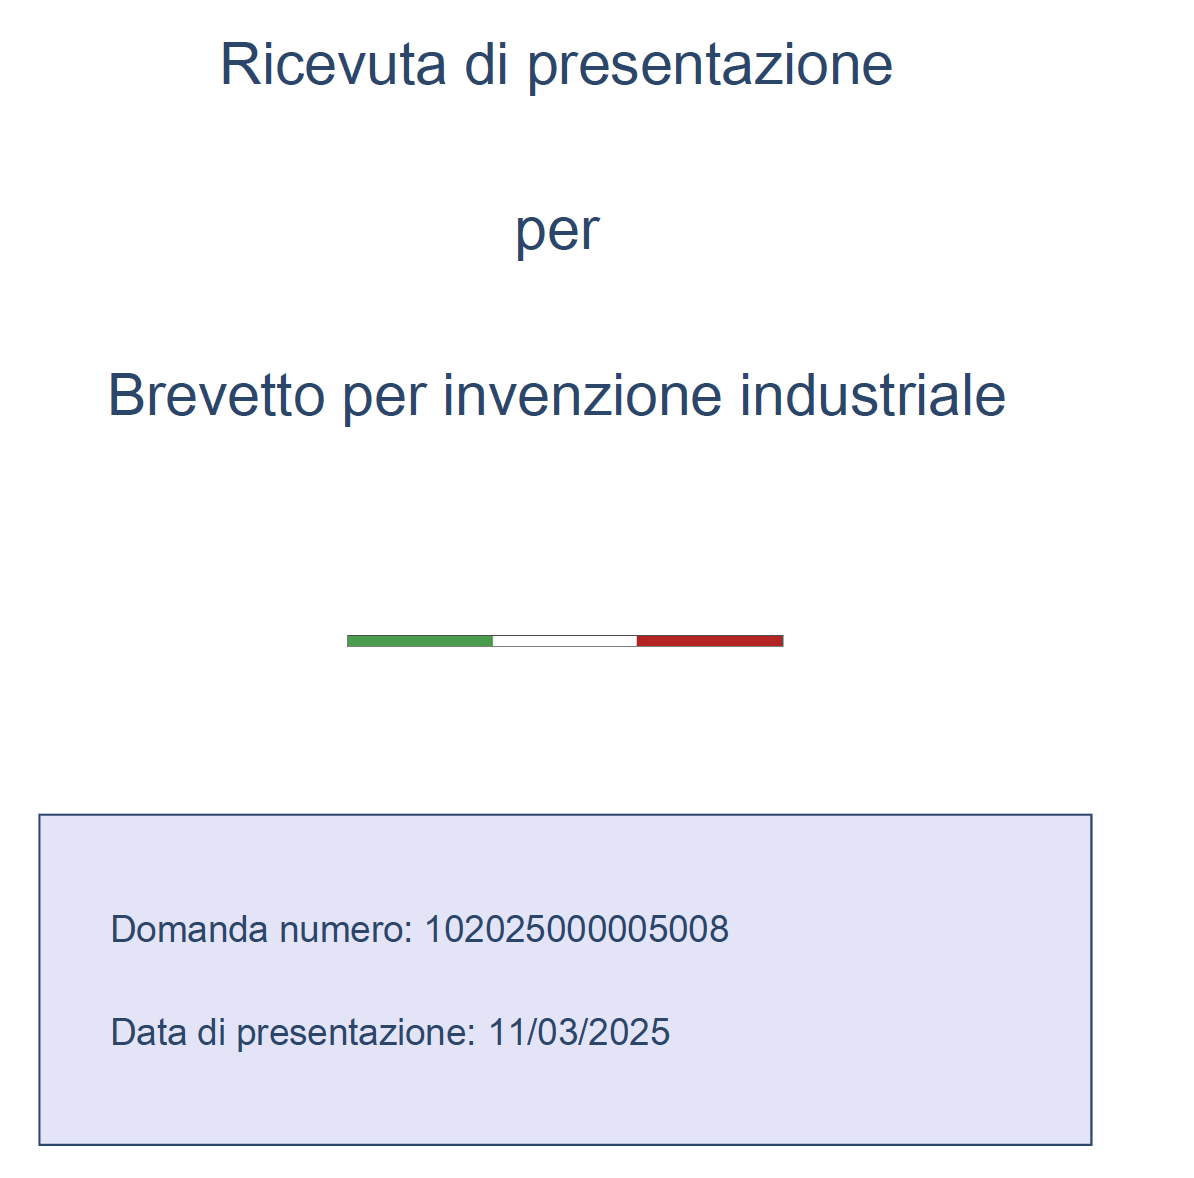 Ricevuta di presentazione
per
Brevetto per invenzione industriale
Domanda numero: 102025000005008
Data di presentazione: 11/03/2025